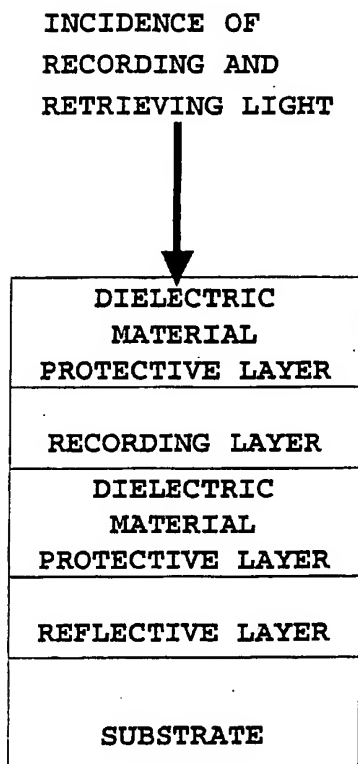 INCIDENCE OF
RECORDING AND
RETRIEVING LIGHT
DIELECTRIC
MATERIAL
PROTECTIVE LAYER
RECORDING LAYER
DIELECTRIC
MATERIAL
PROTECTIVE LAYER
REFLECTIVE LAYER
SUBSTRATE